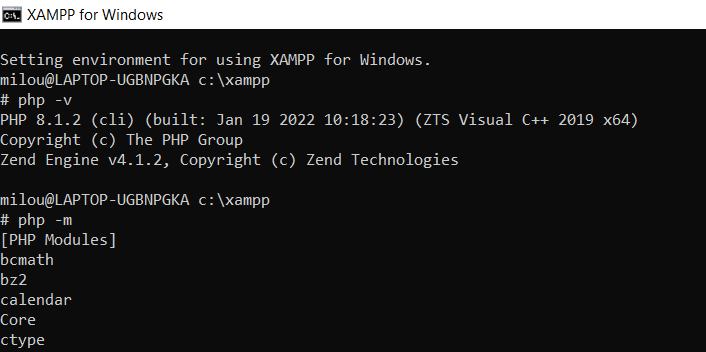 XAMPP for Windows
Setting environment for using XAMPP for Windows.
milou@LAPTOP-UGBNPGKA c:\xampp
# php -v
PHP 8.1.2 (cli) (built: Jan 19 2022 10:18:23) (ZTS Visual C++ 2019 x64)
Copyright (c) The PHP Group
Zend Engine v4.1.2, Copyright (c) Zend Technologies
milou@LAPTOP-UGBNPGKA c:\xampp
# php -m
[PHP Modules]
bcmath
bz2
calendar
Core
ctype